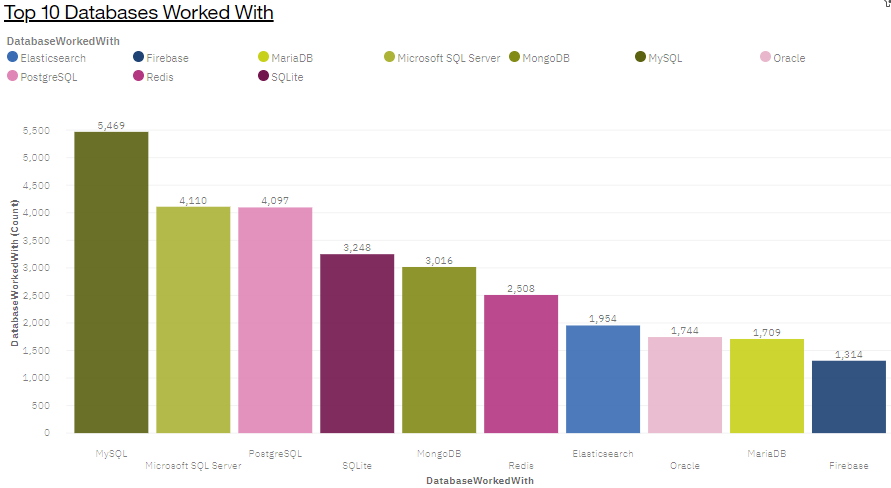 Top 10 Databases Worked With
DatabaseWorkedWith
Elasticsearch Firebase MariaDB Microsoft SQL Server MongoDB MySQL Oracle
PostgreSQL Redis SQLite
DatabaseWorkedWith (Count)
5,500
5,000
4,500
4,000
3,500
3,000
2,500
2,000
1,500
1,000
500
0
5,469
4,110
4,097
3,248
3,016
2,508
1,954
1,744
1,709
1,314
MySQL
Microsoft SQL Server
PostgreSQL
SQLite
MongoDB
Redis
Elasticsearch
Oracle
MariaDB
Firebase
DatabaseWorkedWith